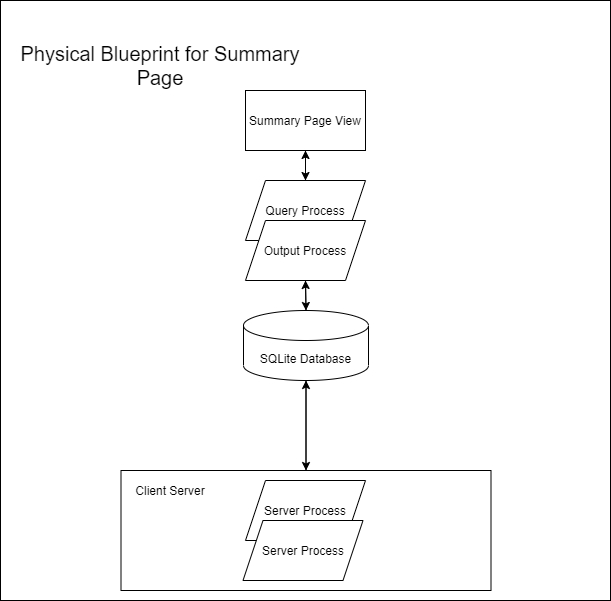 Physical Blueprint for Summary
Page
Summary Page View
Query Process
Output Process
SQLite Database
Client Server
Server Process
Server Process